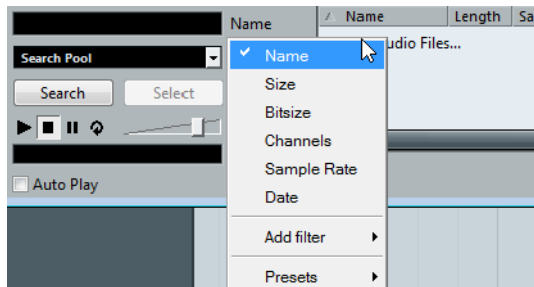 Name
Name Length Sa
udio Files...
Search Pool
Search Select
Auto Play
Name
Size
Bitsize
Channels
Sample Rate
Date
Add filter
Presets